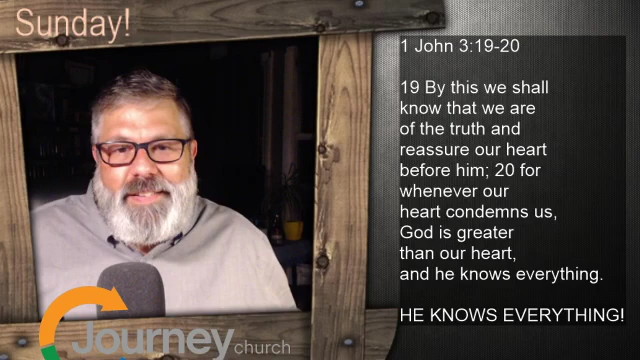 Sunday!
1 John 3:19-20
19 By this we shall
know that we are
of the truth and
reassure our heart
before him; 20 for
whenever our
heart condemns us,
God is greater
than our heart,
and he knows everything.
HE KNOWS EVERYTHING!
Journey church